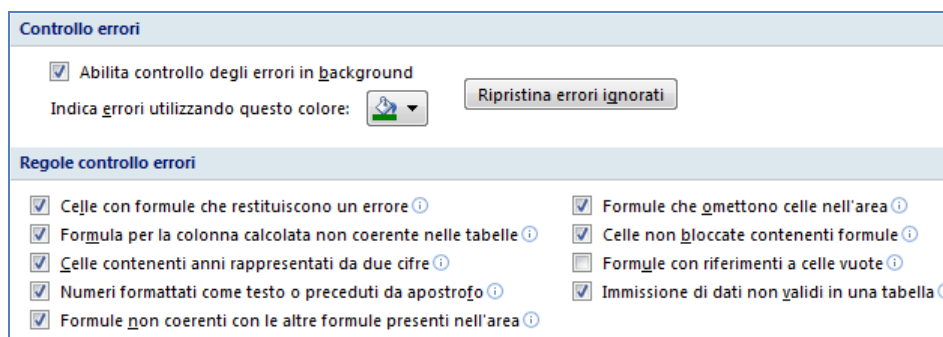 Controllo errori
Abilita controllo degli errori in background
Indica errori utilizzando questo colore:
Ripristina errori ignorati
Regole controllo errori
Celle con formule che restituiscono un errore
Formula per la colonna calcolata non coerente nelle tabelle
Celle contenenti anni rappresentati da due cifre
Numeri formattati come testo o preceduti da apostrofo
Formule non coerenti con le altre formule presenti nell'area
Formule che omettono celle nell'area
Celle non bloccate contenenti formule
Formule con riferimenti a celle vuote
Immissione di dati non validi in una tabella